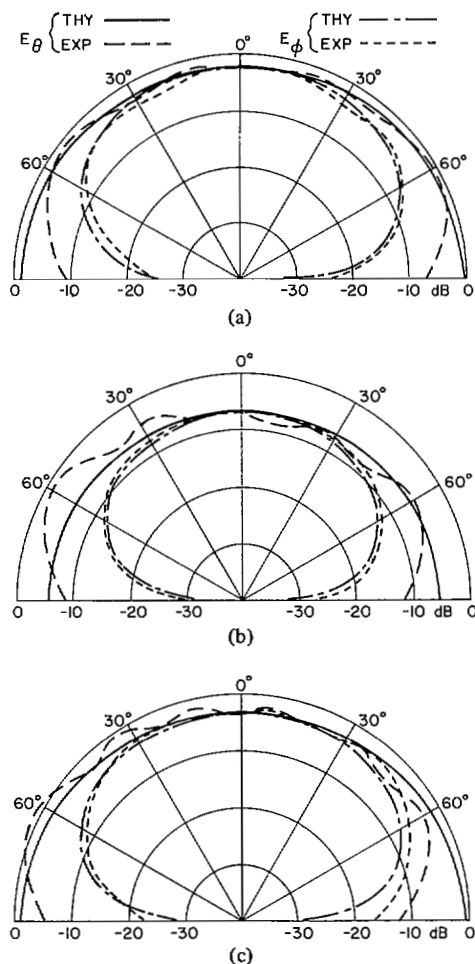 E_θ { THY ——— E_ϕ { THY —·—·—
EXP — — — EXP -----
0°
30° 30°
60° 60°
0 -10 -20 -30 -30 -20 -10 dB 0
(a)
0°
30° 30°
60° 60°
0 -10 -20 -30 -30 -20 -10 dB 0
(b)
0°
30° 30°
60° 60°
0 -10 -20 -30 -30 -20 -10 dB 0
(c)